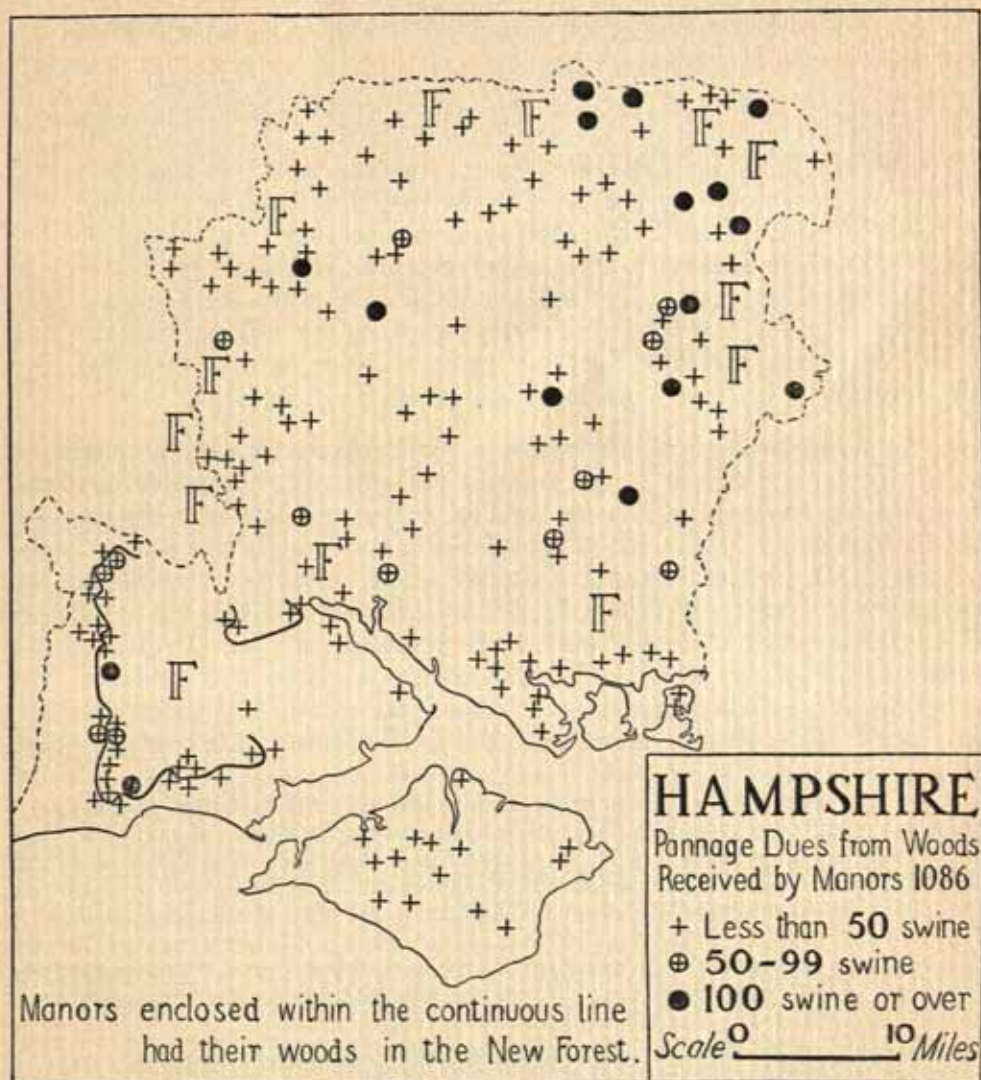 F
F
F
F
F
F
F
F
F
F
F
F
F
HAMPSHIRE
Pannage Dues from Woods
Received by Manors 1086
+ Less than 50 swine
⊕ 50-99 swine
● 100 swine or over
Scale 0 10 Miles
Manors enclosed within the continuous line
had their woods in the New Forest.